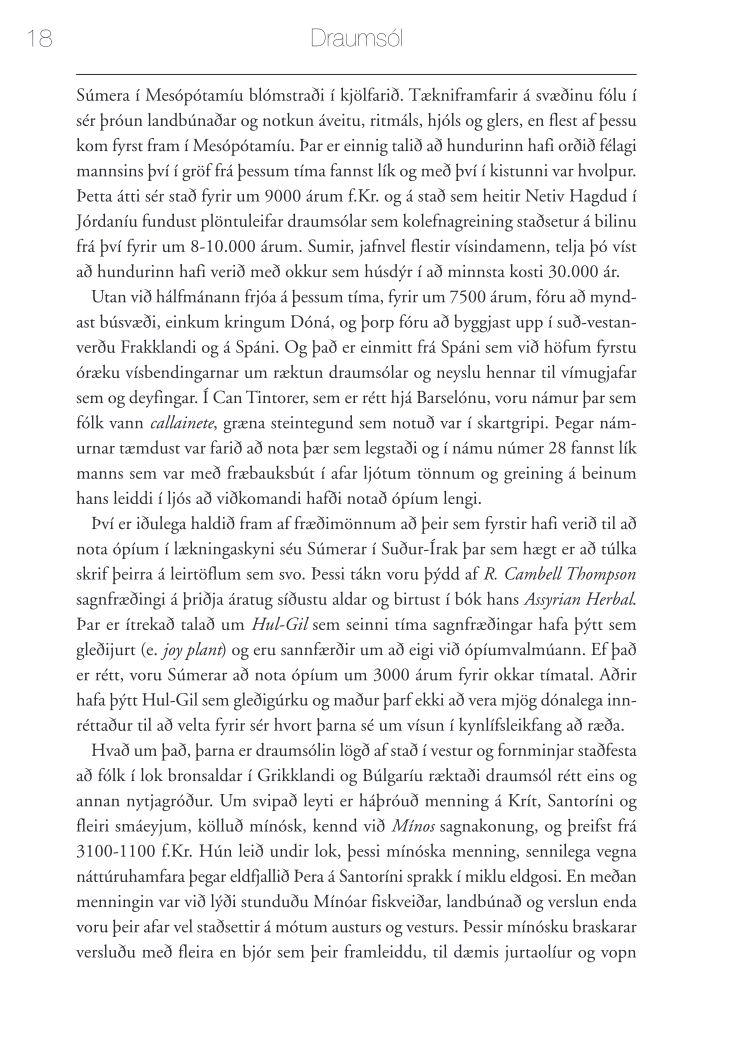 18
Draumsól
Súmera í Mesópótamíu blómstraði í kjölfarið. Tækniframfarir á svæðinu fólu í
sér þróun landbúnaðar og notkun áveitu, ritmáls, hjóls og glers, en flest af þessu
kom fyrst fram í Mesópótamíu. Þar er einnig talið að hundurinn hafi orðið félagi
mannsins því í gröf frá þessum tíma fannst lík og með því í kistunni var hvolpur.
Þetta átti sér stað fyrir um 9000 árum f.Kr. og á stað sem heitir Netiv Hagdud í
Jórdaníu fundust plöntuleifar draumsólar sem kolefnagreining staðsetur á bilinu
frá því fyrir um 8-10.000 árum. Sumir, jafnvel flestir vísindamenn, telja þó víst
að hundurinn hafi verið með okkur sem húsdýr í að minnsta kosti 30.000 ár.
Utan við hálfmánann frjóa á þessum tíma, fyrir um 7500 árum, fóru að mynd-
ast búsvæði, einkum kringum Dóná, og þorp fóru að byggjast upp í suð-vestan-
verðu Frakklandi og á Spáni. Og það er einmitt frá Spáni sem við höfum fyrstu
óræku vísbendingarnar um ræktun draumsólar og neyslu hennar til vímugjafar
sem og deyfingar. Í Can Tintorer, sem er rétt hjá Barselónu, voru námur þar sem
fólk vann callainete, græna steintegund sem notuð var í skartgripi. Þegar nám-
urnar tæmdust var farið að nota þær sem legstaði og í námu númer 28 fannst lík
manns sem var með fræbauksbút í afar ljótum tönnum og greining á beinum
hans leiddi í ljós að viðkomandi hafði notað ópíum lengi.
Því er iðulega haldið fram af fræðimönnum að þeir sem fyrstir hafi verið til að
nota ópíum í lækningaskyni séu Súmerar í Suður-Írak þar sem hægt er að túlka
skrif þeirra á leirtöflum sem svo. Þessi tákn voru þýdd af R. Cambell Thompson
sagnfræðingi á þriðja áratug síðustu aldar og birtust í bók hans Assyrian Herbal.
Þar er ítrekað talað um Hul-Gil sem seinni tíma sagnfræðingar hafa þýtt sem
gleðijurt (e. joy plant) og eru sannfærðir um að eigi við ópíumvalmúann. Ef það
er rétt, voru Súmerar að nota ópíum um 3000 árum fyrir okkar tímatal. Aðrir
hafa þýtt Hul-Gil sem gleðigúrku og maður þarf ekki að vera mjög dónalega inn-
réttaður til að velta fyrir sér hvort þarna sé um vísun í kynlífsleikfang að ræða.
Hvað um það, þarna er draumsólin lögð af stað í vestur og fornminjar staðfesta
að fólk í lok bronsaldar í Grikklandi og Búlgaríu ræktaði draumsól rétt eins og
annan nytjagróður. Um svipað leyti er háþróuð menning á Krít, Santoríni og
fleiri smáeyjum, kölluð mínósk, kennd við Mínos sagnakonung, og þreifst frá
3100-1100 f.Kr. Hún leið undir lok, þessi mínóska menning, sennilega vegna
náttúruhamfara þegar eldfjallið Þera á Santoríni sprakk í miklu eldgosi. En meðan
menningin var við lýði stunduðu Mínóar fiskveiðar, landbúnað og verslun enda
voru þeir afar vel staðsettir á mótum austurs og vesturs. Þessir mínósku braskarar
versluðu með fleira en bjór sem þeir framleiddu, til dæmis jurtaolíur og vopn